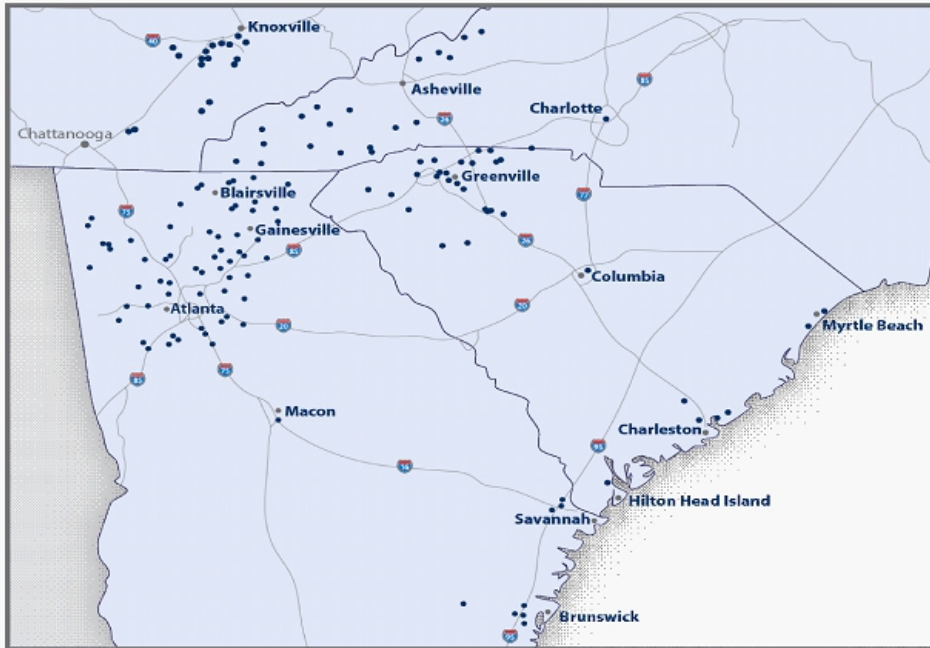 Knoxville
40
Asheville
85
Charlotte
26
Chattanooga
Greenville
Blairsville
77
75
Gainesville
26
85
Columbia
20
Atlanta
20
Myrtle Beach
75
85
Macon
Charleston
95
16
Hilton Head Island
Savannah
Brunswick
95